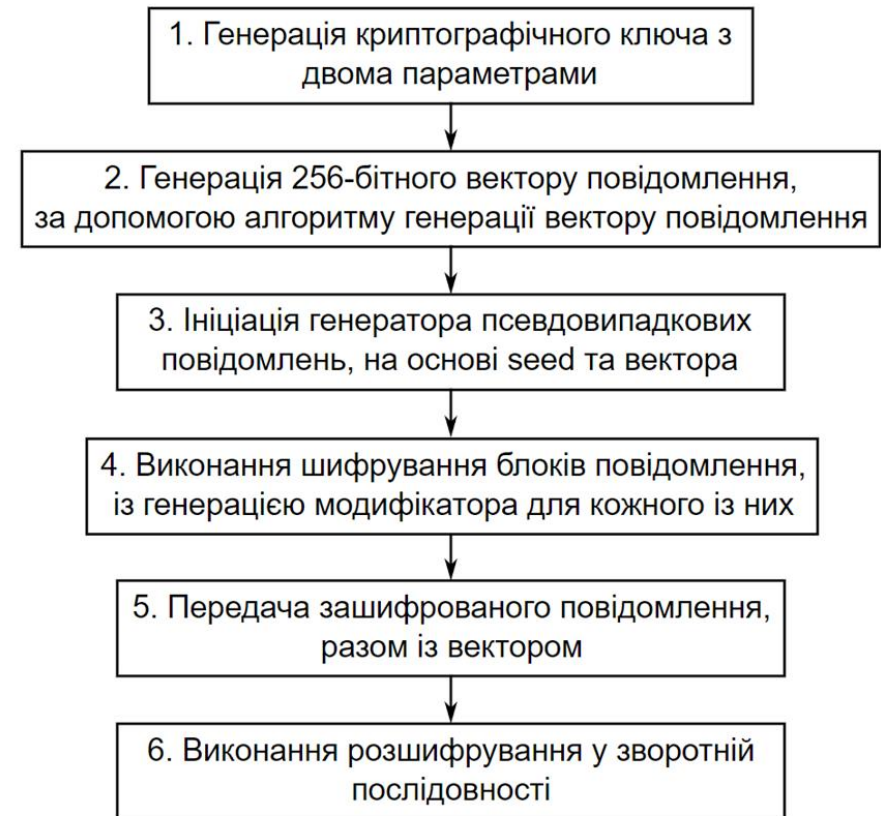 1. Генерація криптографічного ключа з
двома параметрами
2. Генерація 256-бітного вектору повідомлення,
за допомогою алгоритму генерації вектору повідомлення
3. Ініціація генератора псевдовипадкових
повідомлень, на основі seed та вектора
4. Виконання шифрування блоків повідомлення,
із генерацією модифікатора для кожного із них
5. Передача зашифрованого повідомлення,
разом із вектором
6. Виконання розшифрування у зворотній
послідовності